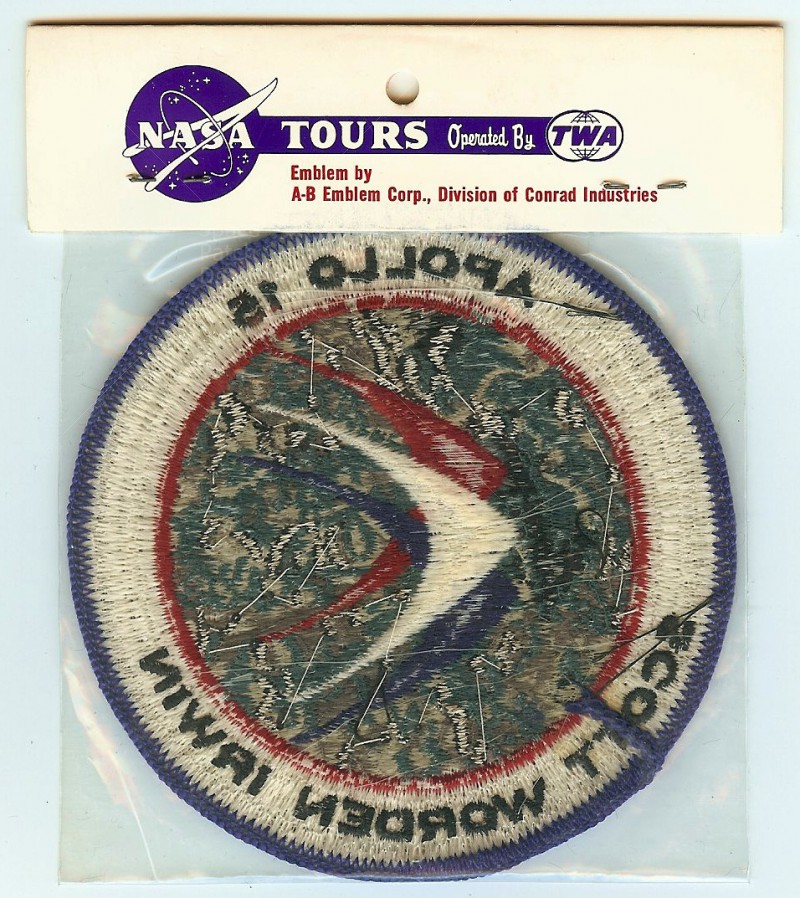 NASA TOURS Operated By TWA
Emblem by
A-B Emblem Corp., Division of Conrad Industries
APOLLO 15
SCOTT WORDEN IRWIN